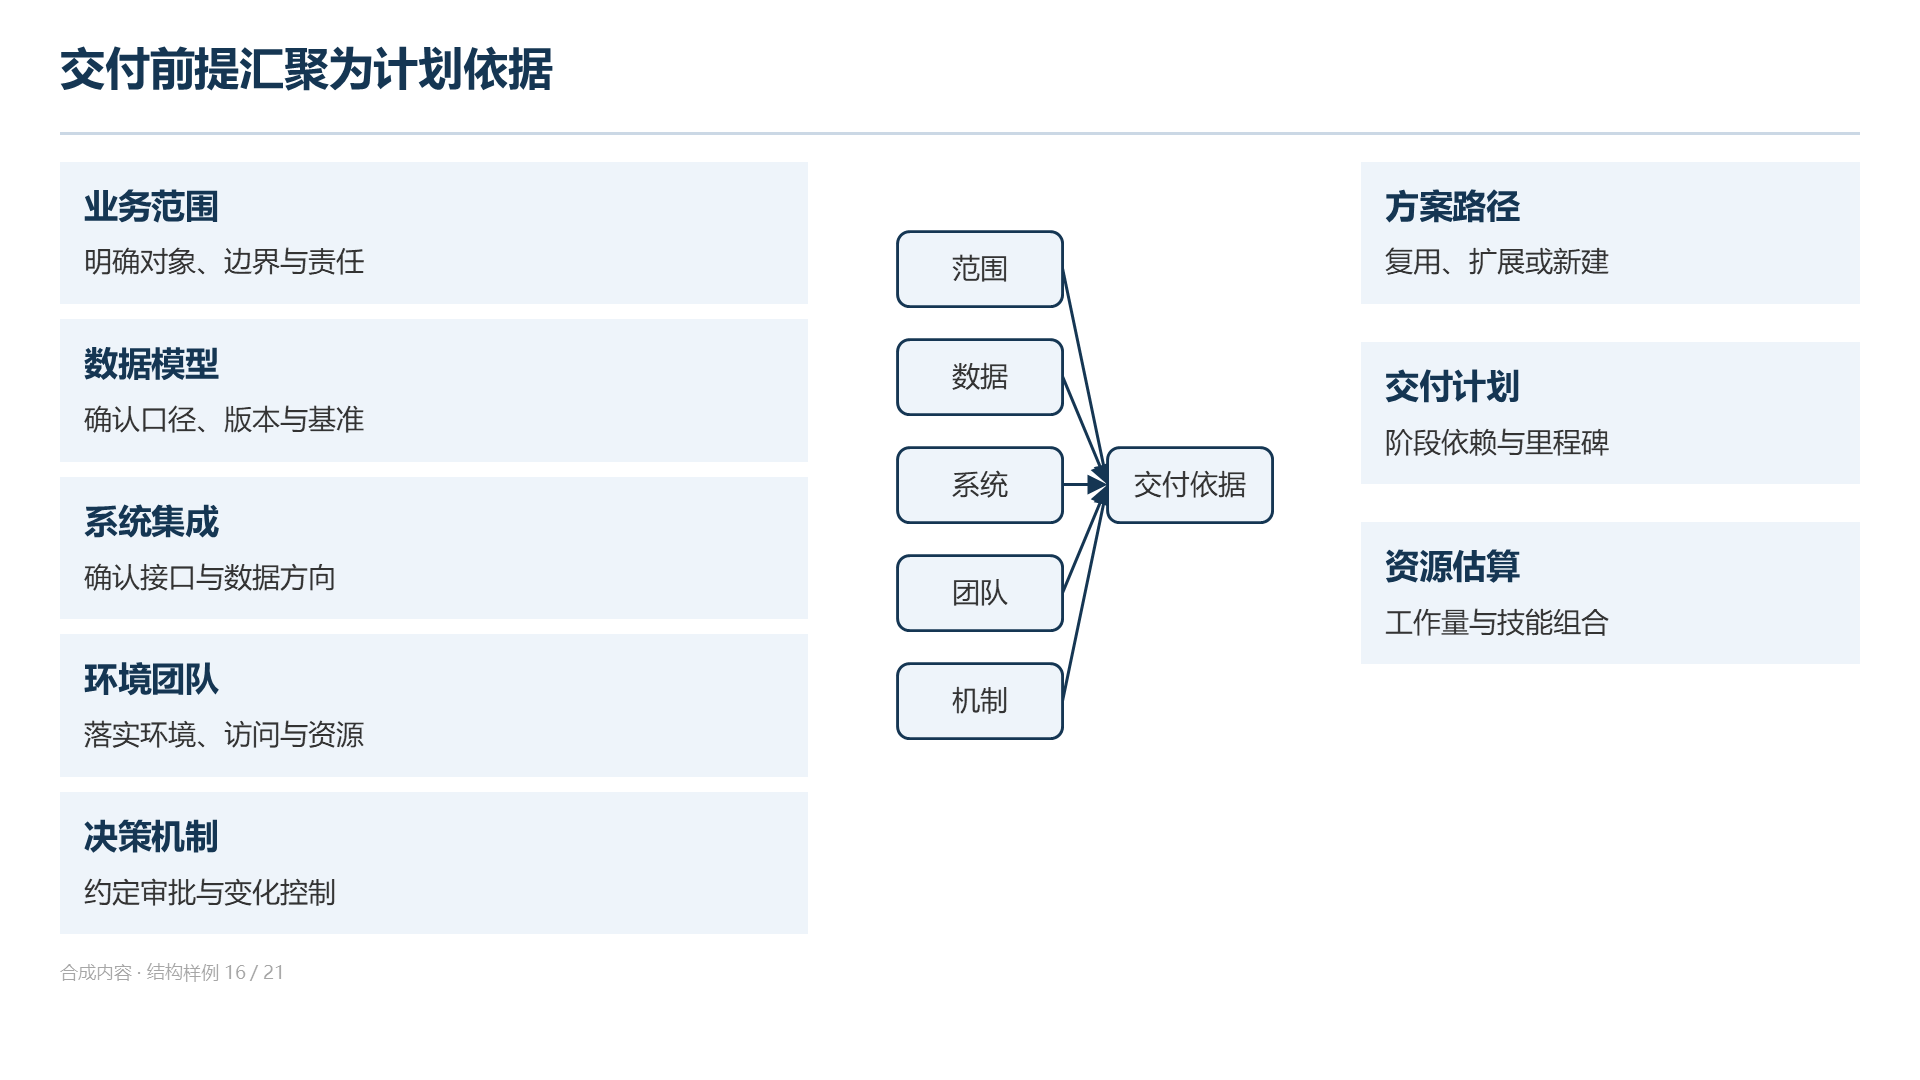 交付前提汇聚为计划依据
业务范围
明确对象、边界与责任
数据模型
确认口径、版本与基准
系统集成
确认接口与数据方向
环境团队
落实环境、访问与资源
决策机制
约定审批与变化控制
范围
数据
系统
团队
机制
交付依据
方案路径
复用、扩展或新建
交付计划
阶段依赖与里程碑
资源估算
工作量与技能组合
合成内容 · 结构样例 16 / 21